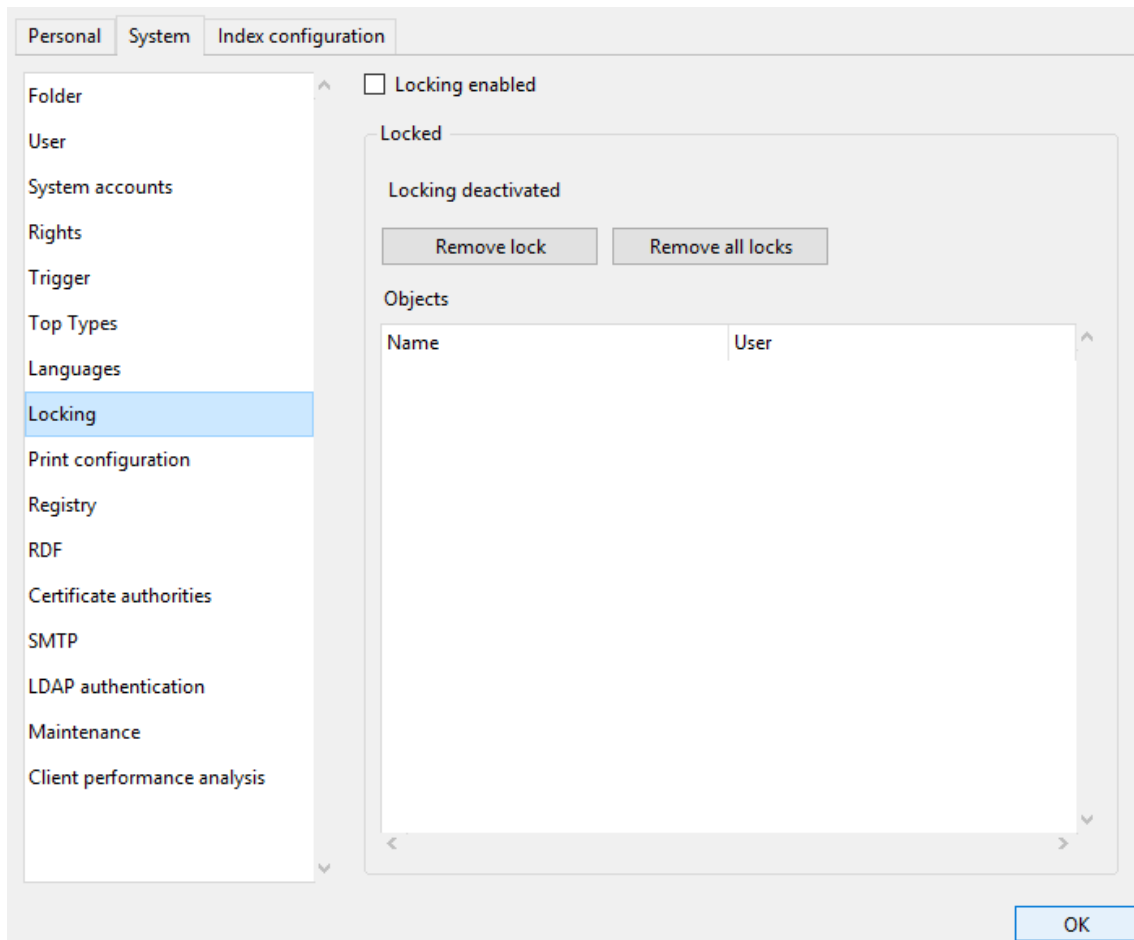 Personal System Index configuration
Folder
User
System accounts
Rights
Trigger
Top Types
Languages
Locking
Print configuration
Registry
RDF
Certificate authorities
SMTP
LDAP authentication
Maintenance
Client performance analysis
Locking enabled
Locked
Locking deactivated
Remove lock Remove all locks
Objects
Name User
OK